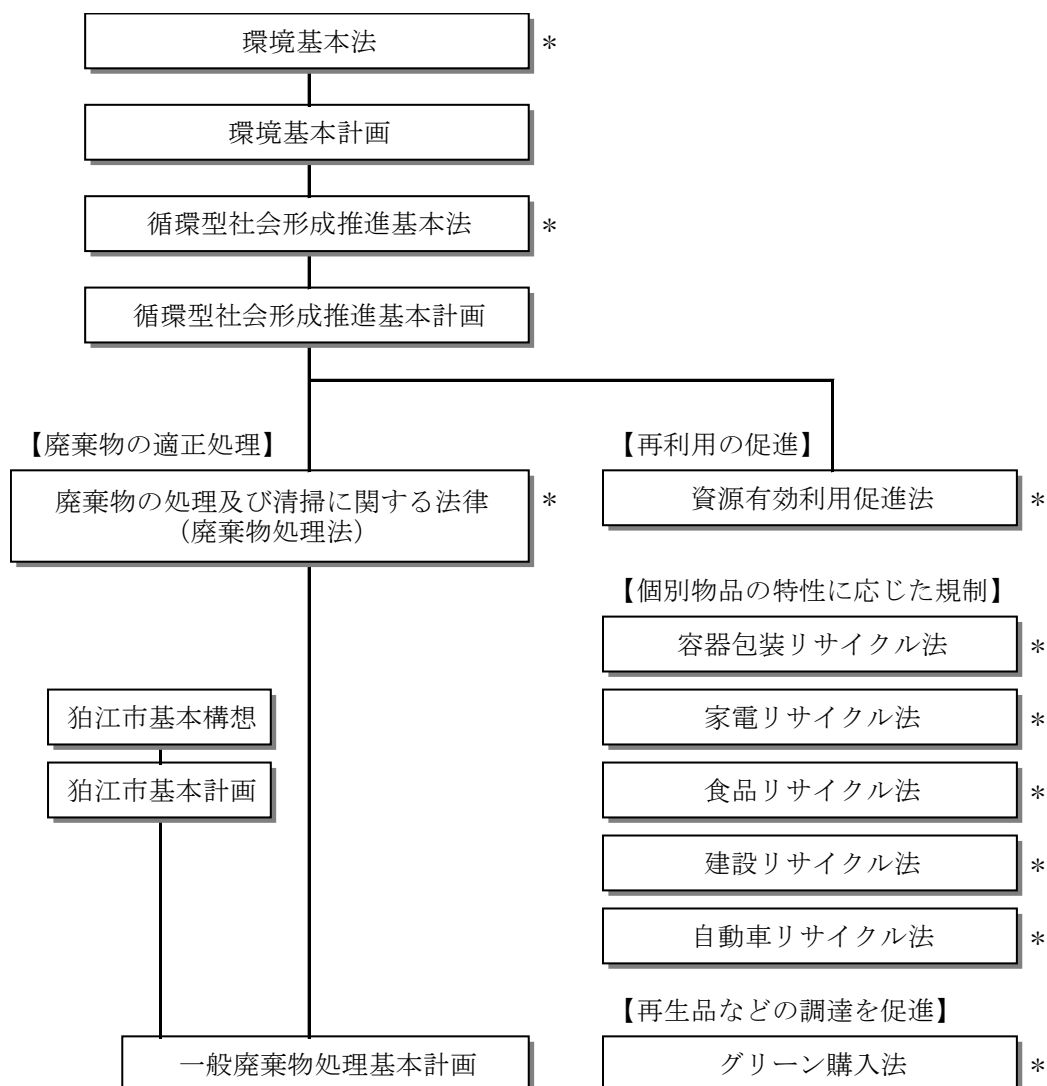 環境基本法 *
環境基本計画
循環型社会形成推進基本法 *
循環型社会形成推進基本計画
【廃棄物の適正処理】
廃棄物の処理及び清掃に関する法律 *
(廃棄物処理法)
狛江市基本構想
狛江市基本計画
一般廃棄物処理基本計画
【再利用の促進】
資源有効利用促進法 *
【個別物品の特性に応じた規制】
容器包装リサイクル法 *
家電リサイクル法 *
食品リサイクル法 *
建設リサイクル法 *
自動車リサイクル法 *
【再生品などの調達を促進】
グリーン購入法 *